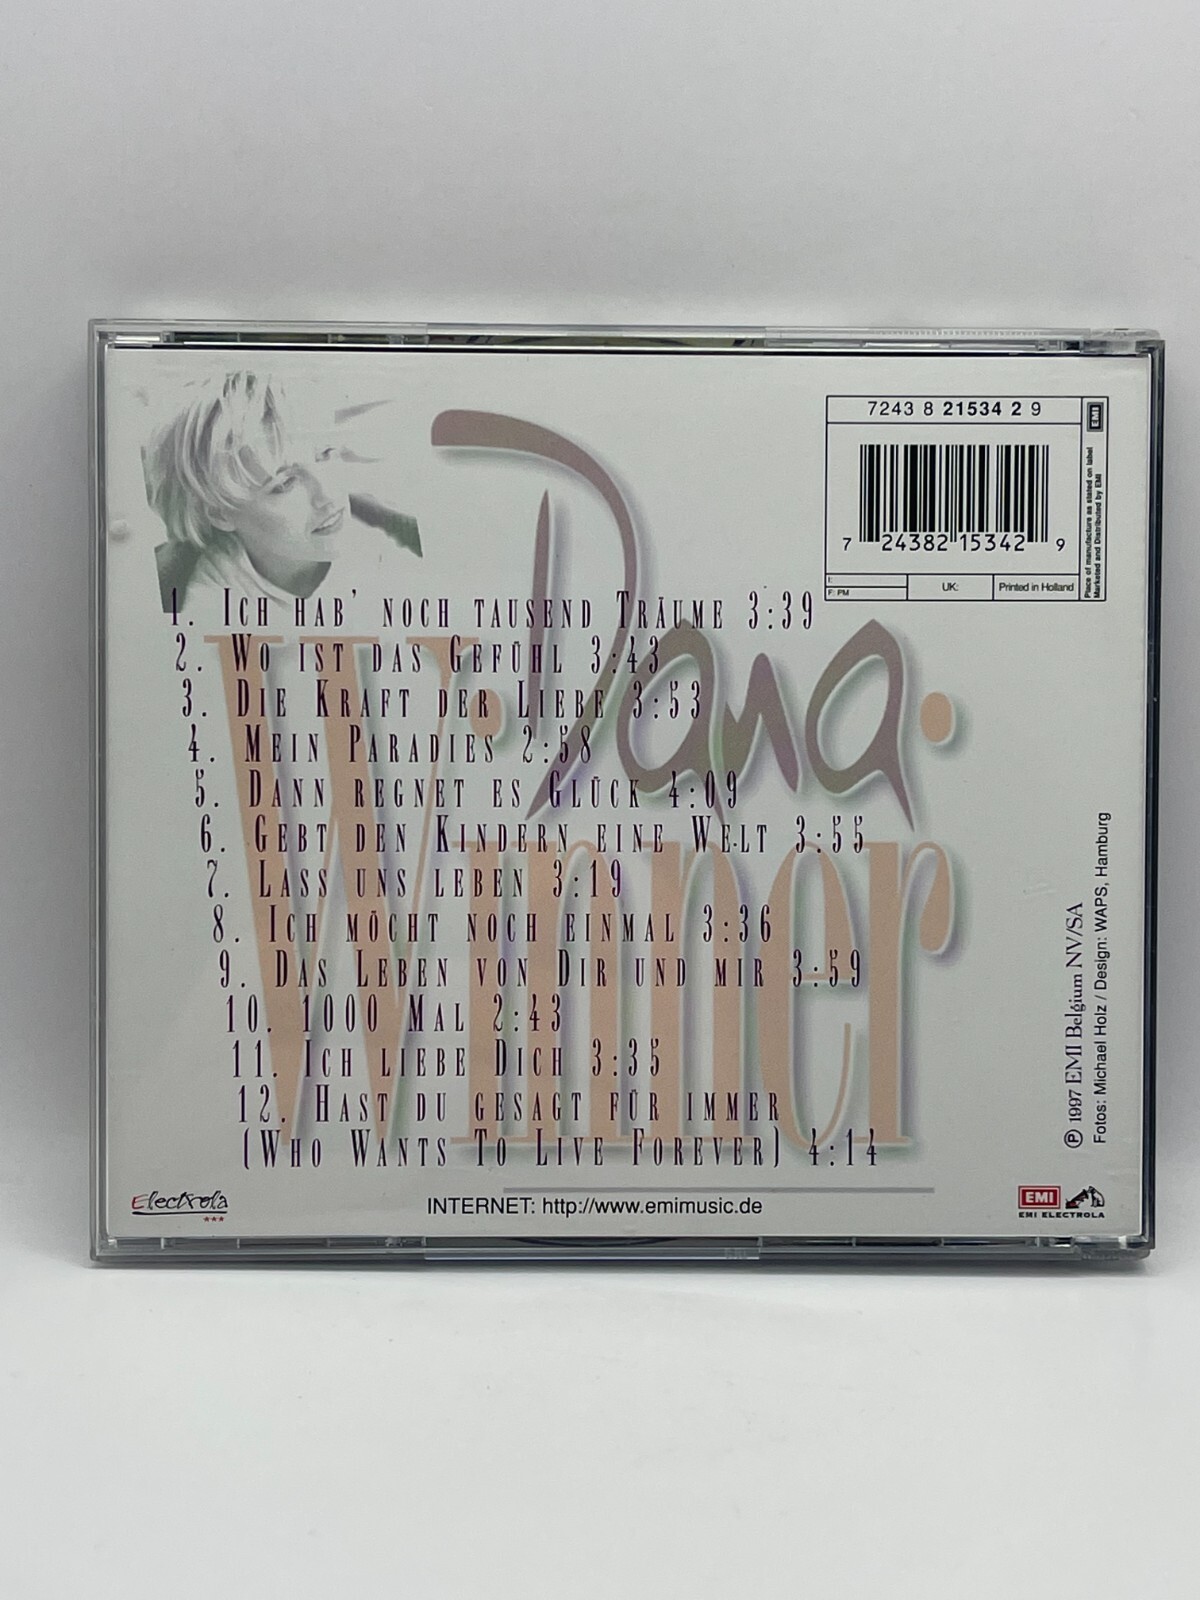 7243 8 21534 2 9
EMI
7 24382 15342 9
Place of manufacture as stated on label
Marketed and Distributed by EMI
I:
F: PM
UK:
Printed in Holland
Dana
Winner
1. Ich hab' noch tausend Träume 3:39
2. Wo ist das Gefühl 3:43
3. Die Kraft der Liebe 3:53
4. Mein Paradies 2:58
5. Dann regnet es Glück 4:09
6. Gebt den Kindern eine Welt 3:55
7. Lass uns leben 3:19
8. Ich möcht noch einmal 3:36
9. Das Leben von Dir und mir 3:59
10. 1000 Mal 2:43
11. Ich liebe Dich 3:35
12. Hast du gesagt für immer
(Who Wants To Live Forever) 4:14
℗ 1997 EMI Belgium NV/SA
Fotos: Michael Holz / Design: WAPS, Hamburg
Electrola
INTERNET: http://www.emimusic.de
EMI
EMI ELECTROLA